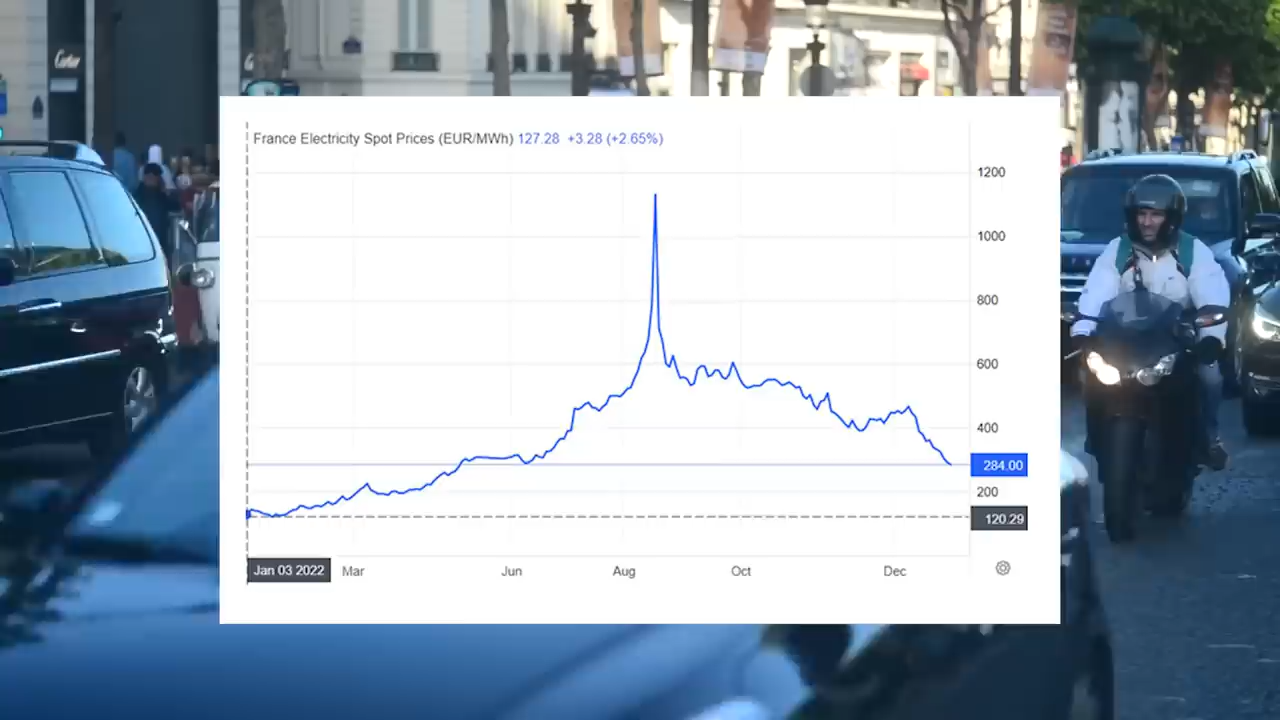 Cartier
France Electricity Spot Prices (EUR/MWh) 127.28 +3.28 (+2.65%)
1200
1000
800
600
400
284.00
200
120.29
Jan 03 2022 Mar Jun Aug Oct Dec